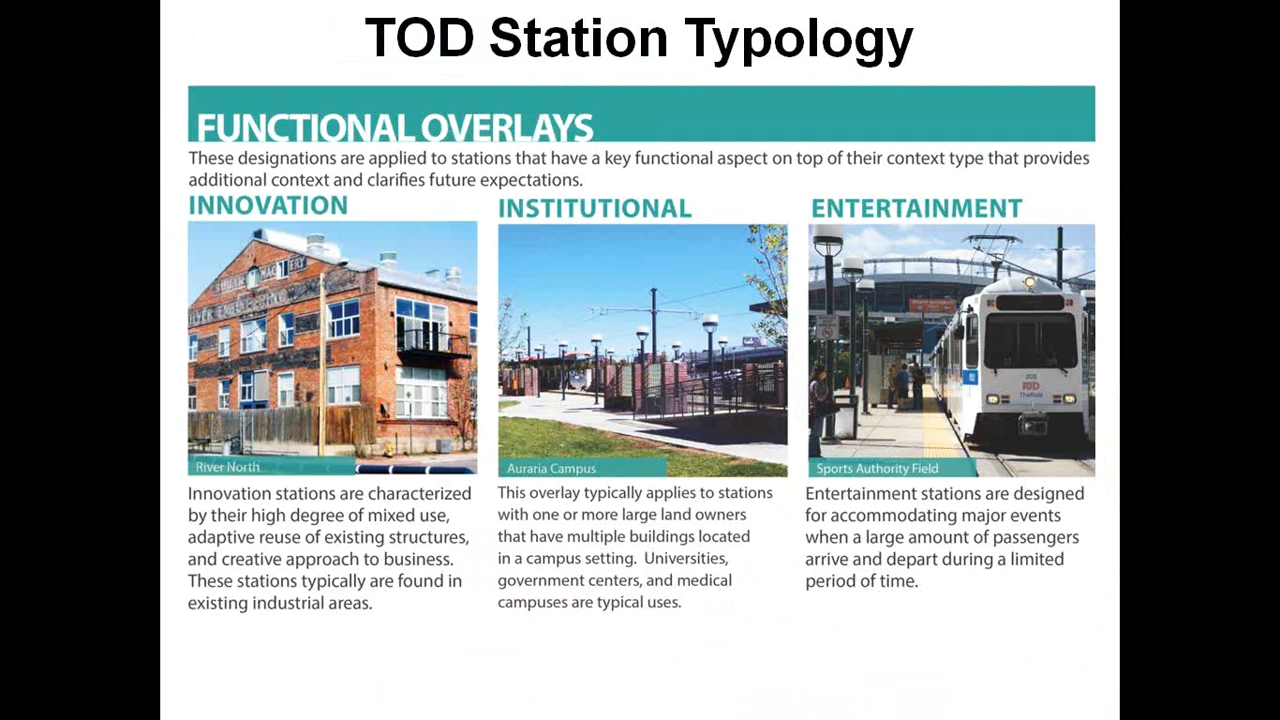 TOD Station Typology
FUNCTIONAL OVERLAYS
These designations are applied to stations that have a key functional aspect on top of their context type that provides
additional context and clarifies future expectations.
INNOVATION
River North
Innovation stations are characterized
by their high degree of mixed use,
adaptive reuse of existing structures,
and creative approach to business.
These stations typically are found in
existing industrial areas.
INSTITUTIONAL
Auraria Campus
This overlay typically applies to stations
with one or more large land owners
that have multiple buildings located
in a campus setting. Universities,
government centers, and medical
campuses are typical uses.
ENTERTAINMENT
RTD
Sports Authority Field
Entertainment stations are designed
for accommodating major events
when a large amount of passengers
arrive and depart during a limited
period of time.